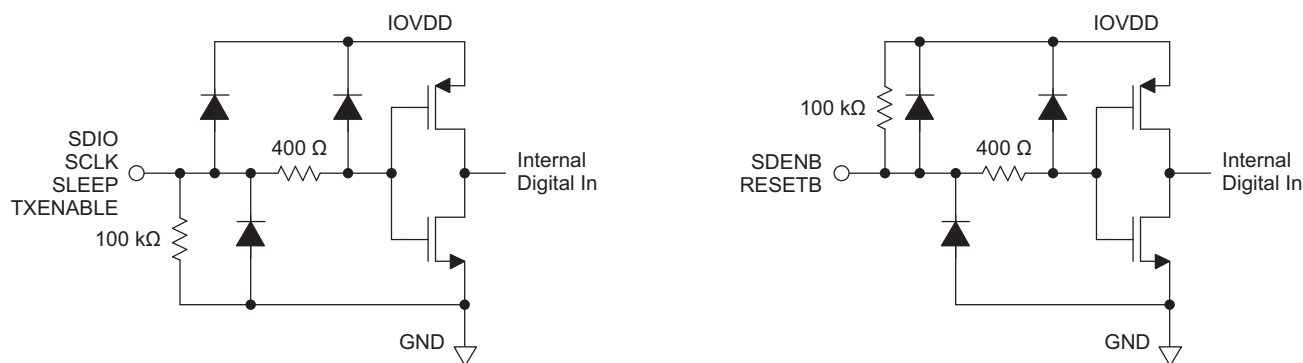 IOVDD
SDIO
SCLK
SLEEP
TXENABLE
400 Ω
100 kΩ
Internal
Digital In
GND
IOVDD
100 kΩ
400 Ω
SDENB
RESETB
Internal
Digital In
GND